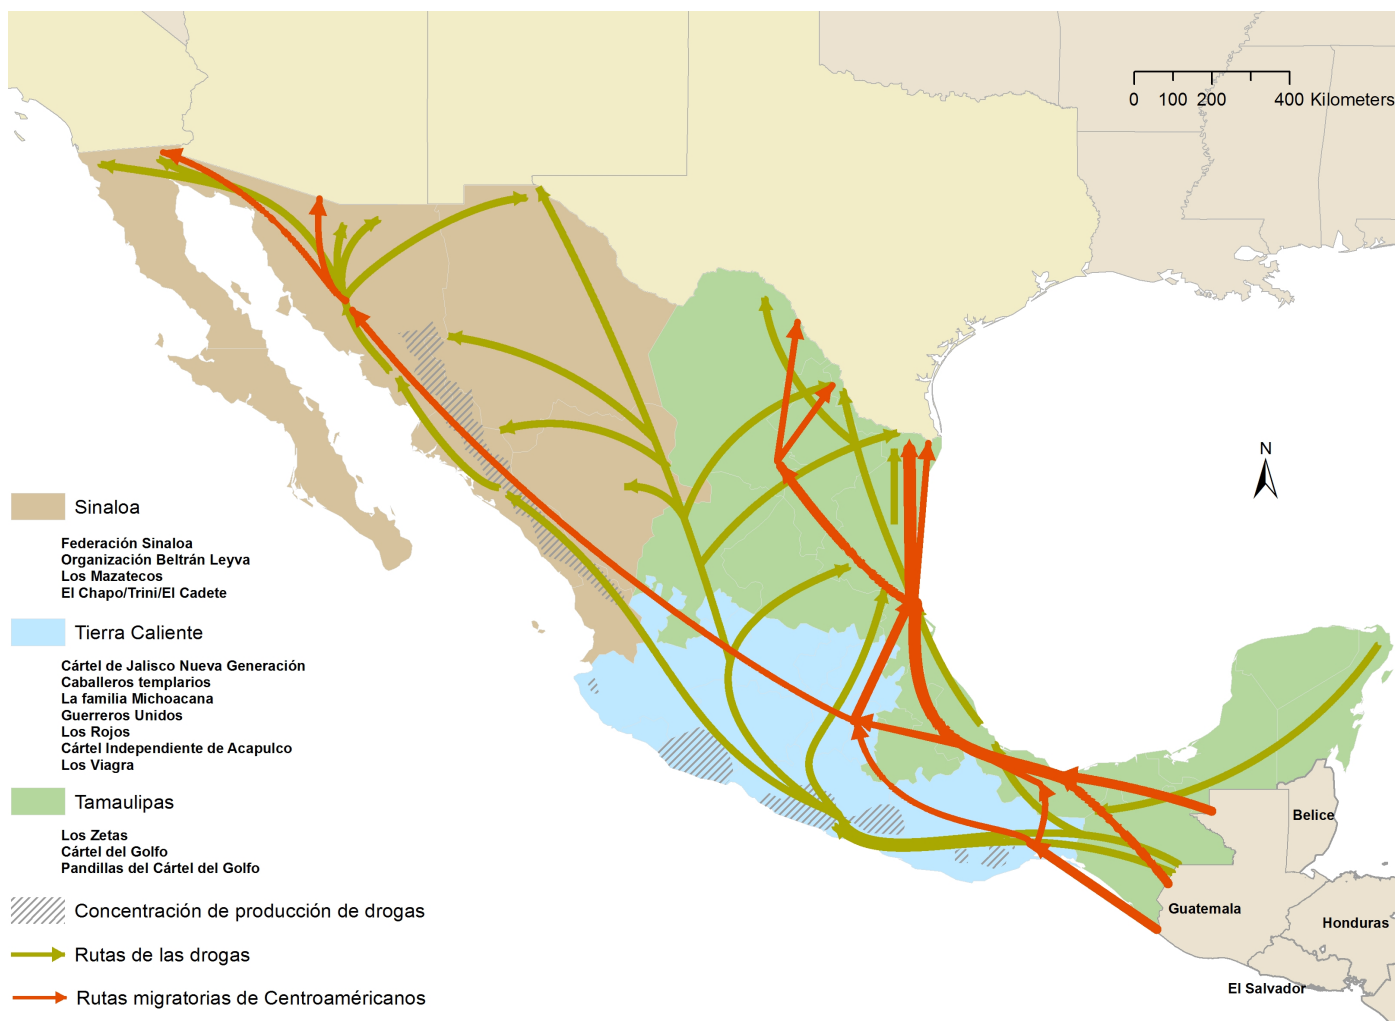 0 100 200 400 Kilometers
N
Sinaloa
Federación Sinaloa
Organización Beltrán Leyva
Los Mazatecos
El Chapo/Trini/El Cadete
Tierra Caliente
Cártel de Jalisco Nueva Generación
Caballeros templarios
La familia Michoacana
Guerreros Unidos
Los Rojos
Cártel Independiente de Acapulco
Los Viagra
Tamaulipas
Los Zetas
Cártel del Golfo
Pandillas del Cártel del Golfo
Concentración de producción de drogas
Rutas de las drogas
Rutas migratorias de Centroaméricanos
Belice
Guatemala
Honduras
El Salvador